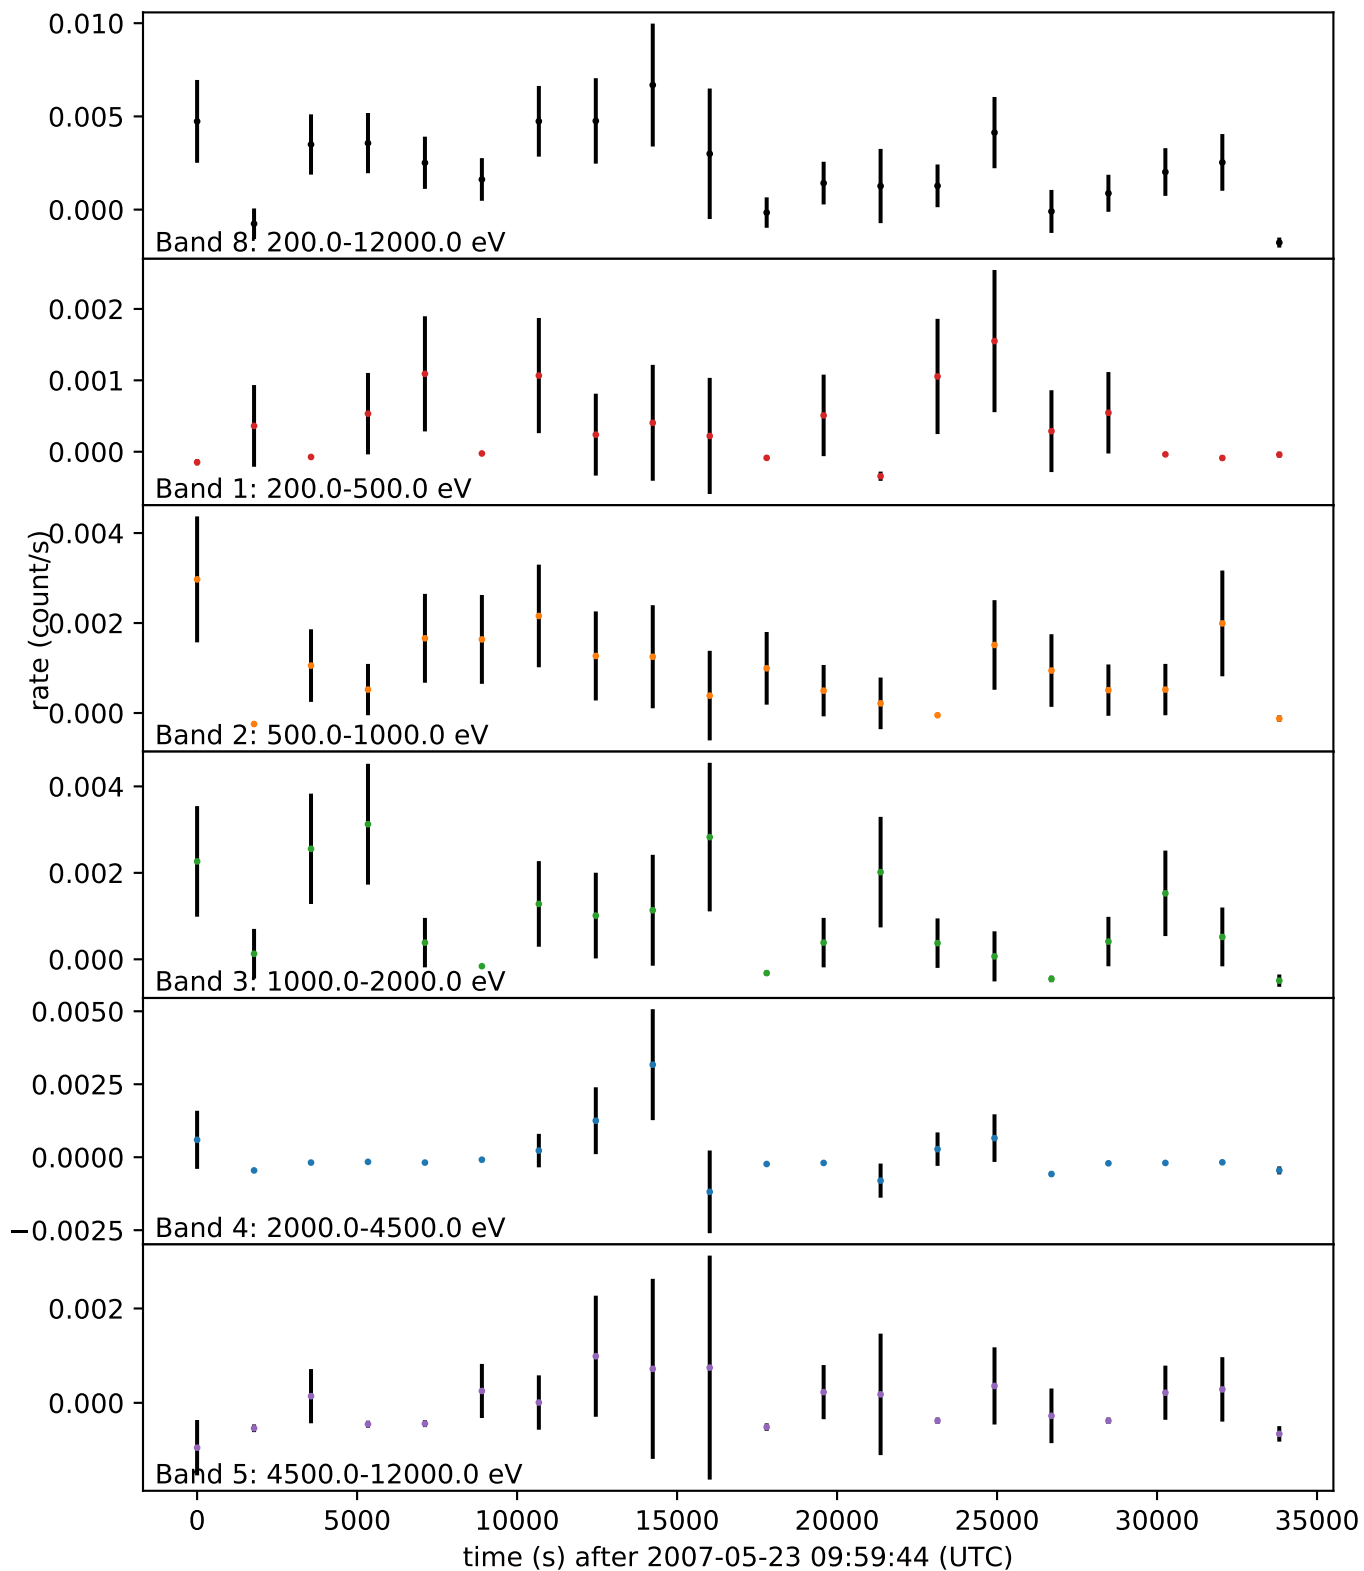 0.010
0.005
0.000
Band 8: 200.0-12000.0 eV
0.002
0.001
0.000
Band 1: 200.0-500.0 eV
rate (count/s)
0.004
0.002
0.000
Band 2: 500.0-1000.0 eV
0.004
0.002
0.000
Band 3: 1000.0-2000.0 eV
0.0050
0.0025
0.0000
−0.0025
Band 4: 2000.0-4500.0 eV
0.002
0.000
Band 5: 4500.0-12000.0 eV
0 5000 10000 15000 20000 25000 30000 35000
time (s) after 2007-05-23 09:59:44 (UTC)